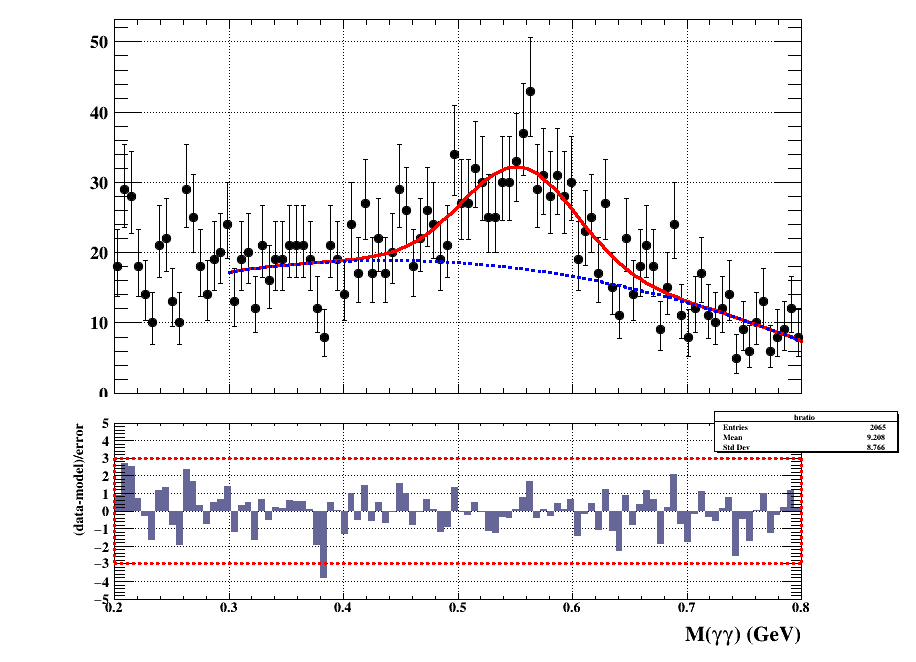 50
40
30
20
10
0
hratio
Entries 2065
Mean 9.208
Std Dev 8.766
(data-model)/error
5
4
3
2
1
0
−1
−2
−3
−4
−5
0.2 0.3 0.4 0.5 0.6 0.7 0.8
M(γγ) (GeV)